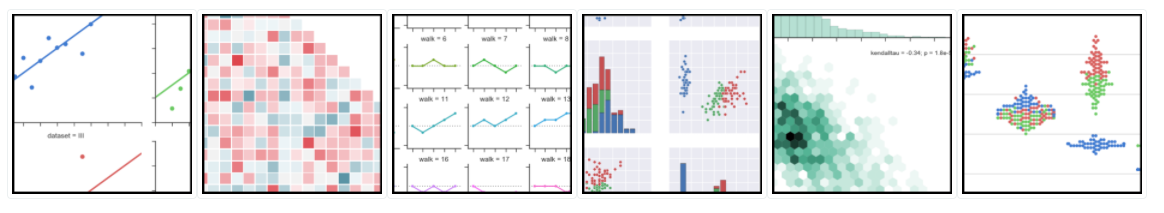 dataset = III
walk = 6
walk = 7
walk = 8
walk = 11
walk = 12
walk = 13
walk = 16
walk = 17
walk = 18
kendalltau = -0.34; p = 1.6e-